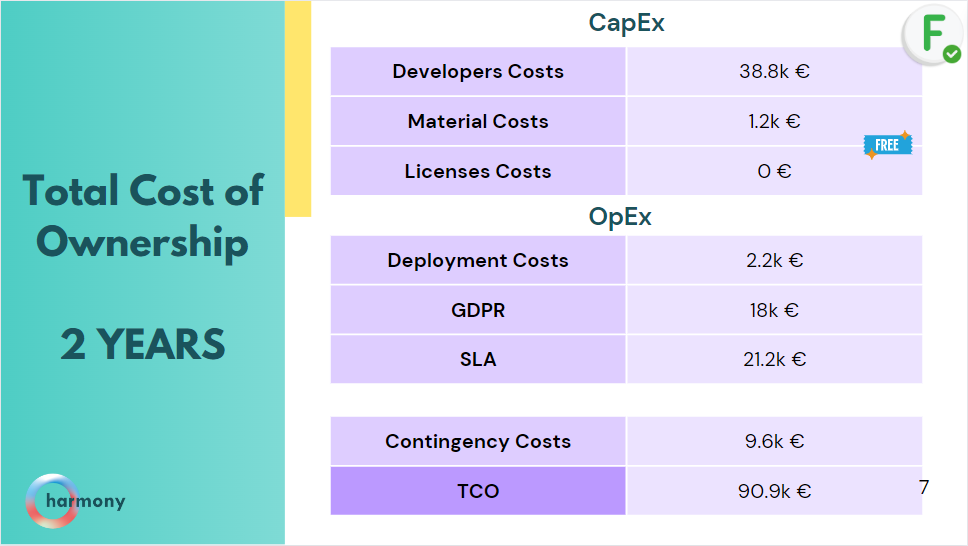 CapEx
F
Developers Costs 38.8k €
Material Costs 1.2k €
FREE
Licenses Costs 0 €
Total Cost of
Ownership
2 YEARS
OpEx
Deployment Costs 2.2k €
GDPR 18k €
SLA 21.2k €
Contingency Costs 9.6k €
TCO 90.9k €
7
harmony